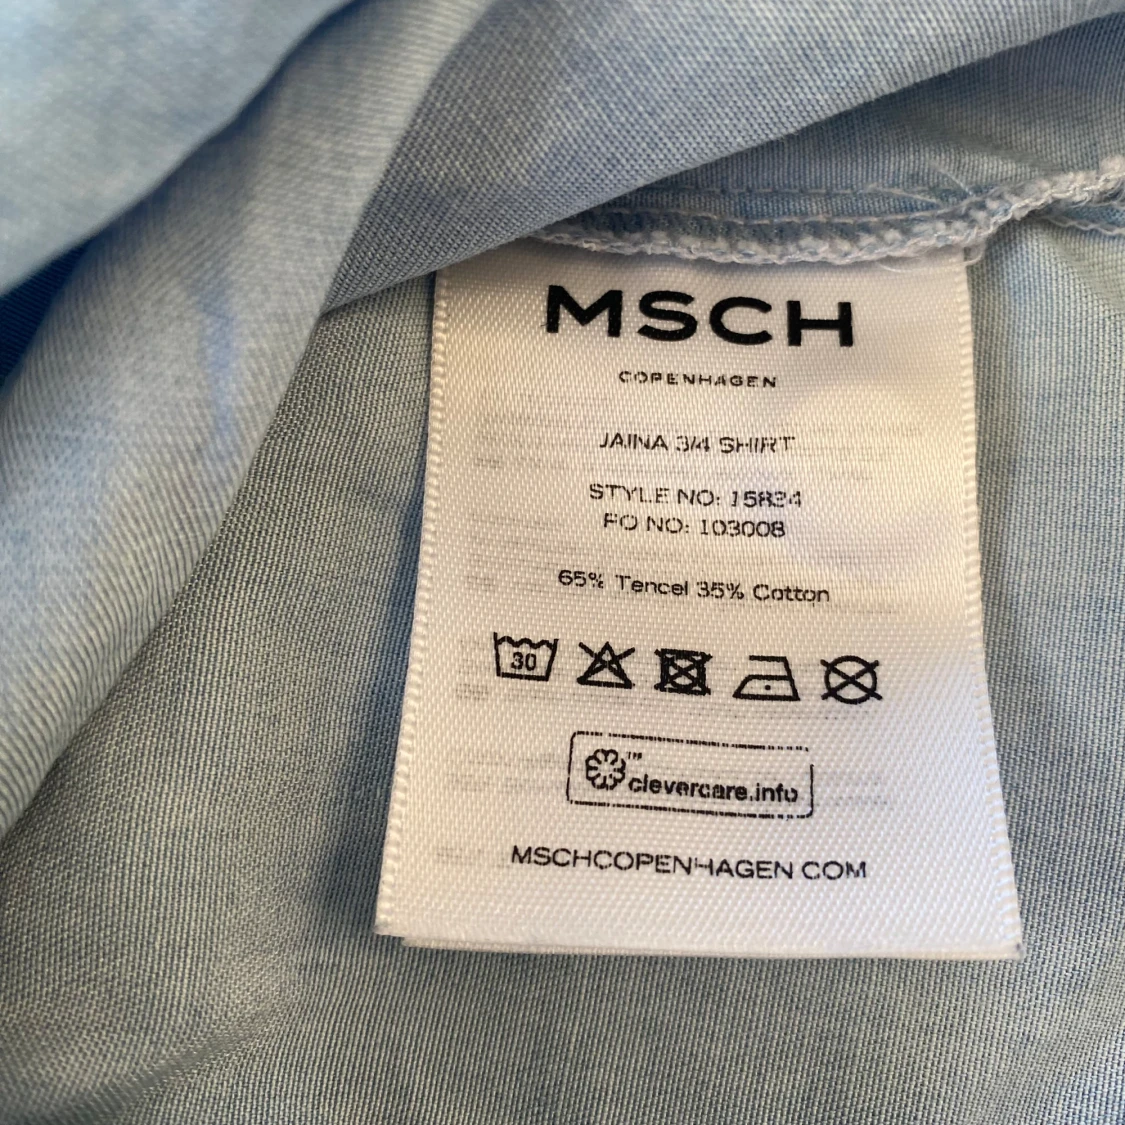 MSCH
COPENHAGEN
JAINA 3/4 SHIRT
STYLE NO: 15824
PO NO: 103008
65% Tencel 35% Cotton
30
™
clevercare.info
MSCHCOPENHAGEN.COM